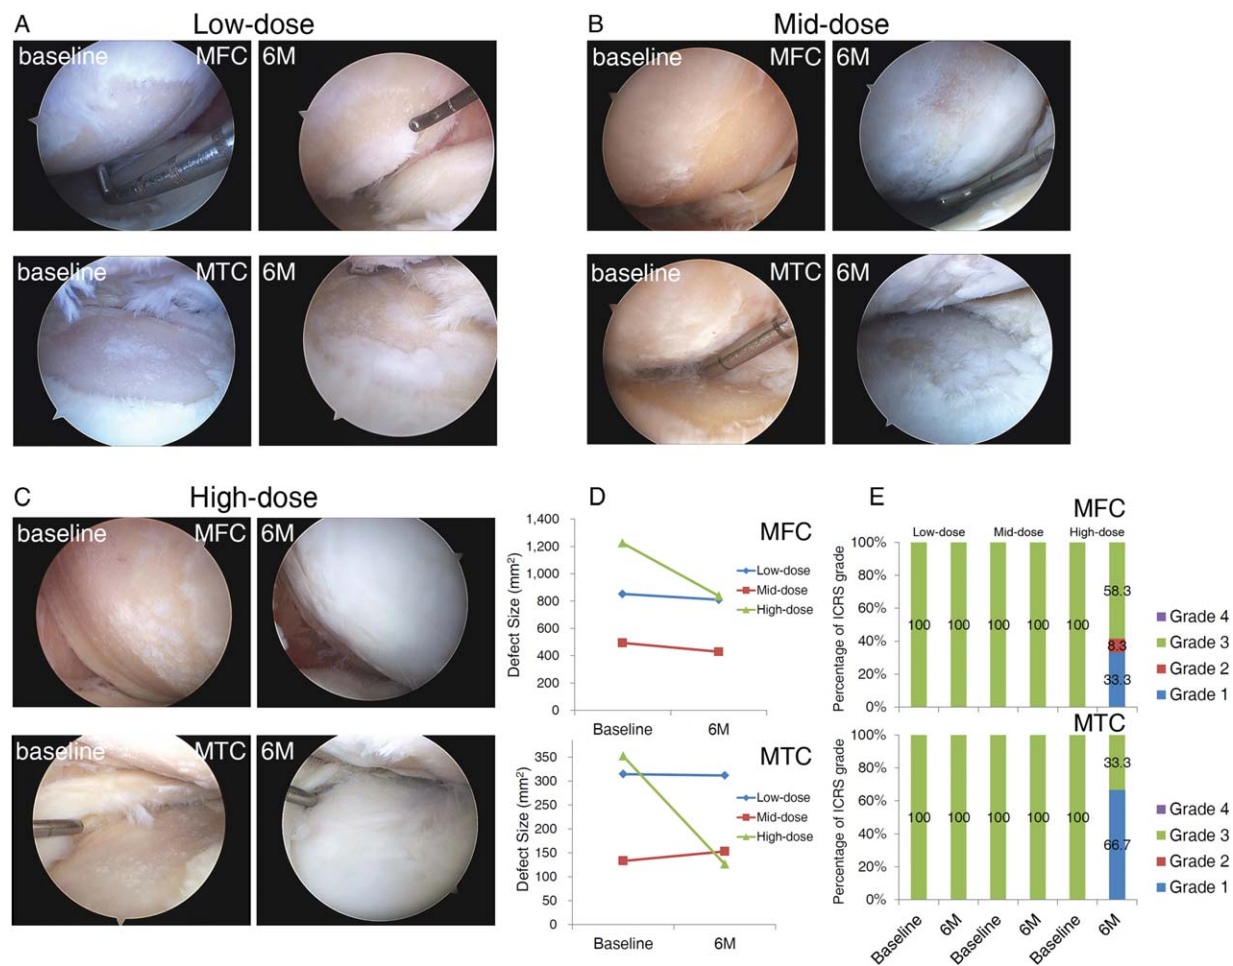 A
Low-dose
baseline
MFC
6M
baseline
MTC
6M
B
Mid-dose
baseline
MFC
6M
baseline
MTC
6M
C
High-dose
baseline
MFC
6M
baseline
MTC
6M
D
MFC
Defect Size (mm²)
1,400
1,200
1,000
800
600
400
200
0
Low-dose
Mid-dose
High-dose
Baseline
6M
MTC
Defect Size (mm²)
350
300
250
200
150
100
50
0
Low-dose
Mid-dose
High-dose
Baseline
6M
E
MFC
Low-dose
Mid-dose
High-dose
Percentage of ICRS grade
100%
80%
60%
40%
20%
0%
100
100
100
100
100
58.3
8.3
33.3
Grade 4
Grade 3
Grade 2
Grade 1
MTC
Percentage of ICRS grade
100%
80%
60%
40%
20%
0%
100
100
100
100
100
33.3
66.7
Grade 4
Grade 3
Grade 2
Grade 1
Baseline
6M
Baseline
6M
Baseline
6M